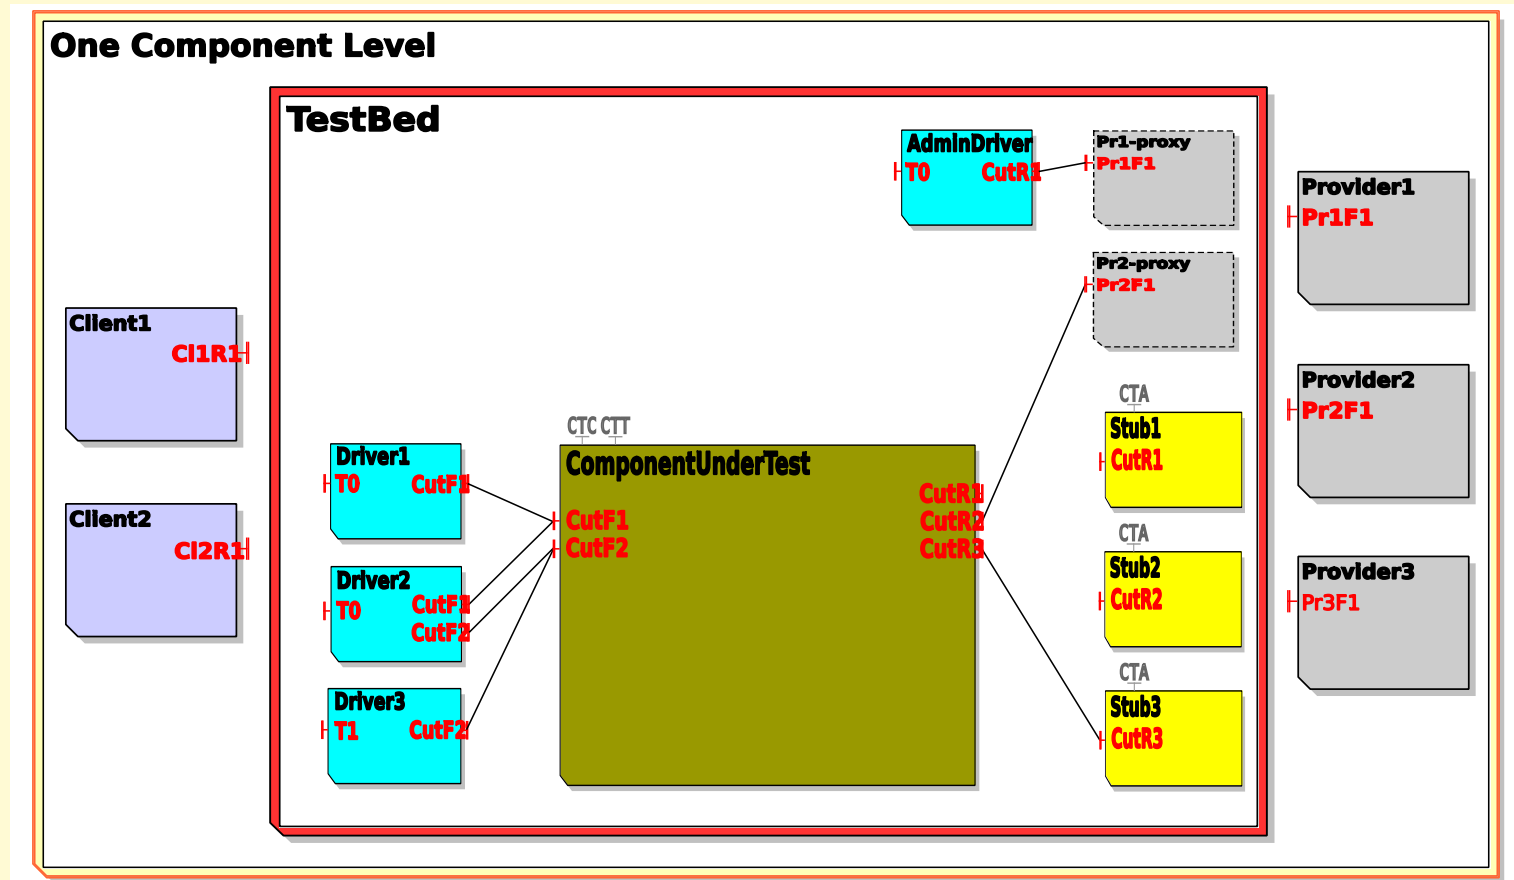 One Component Level
TestBed
AdminDriver
T0 CutR1
Pr1-proxy
Pr1F1
Provider1
Pr1F1
Pr2-proxy
Pr2F1
Client1
Cl1R1
Provider2
Pr2F1
CTA
Stub1
CutR1
CTC CTT
ComponentUnderTest
CutF1
CutF2
CutR1
CutR2
CutR3
Driver1
T0 CutF1
Client2
Cl2R1
CTA
Stub2
CutR2
Driver2
T0 CutF1
CutF2
Provider3
Pr3F1
CTA
Stub3
CutR3
Driver3
T1 CutF2